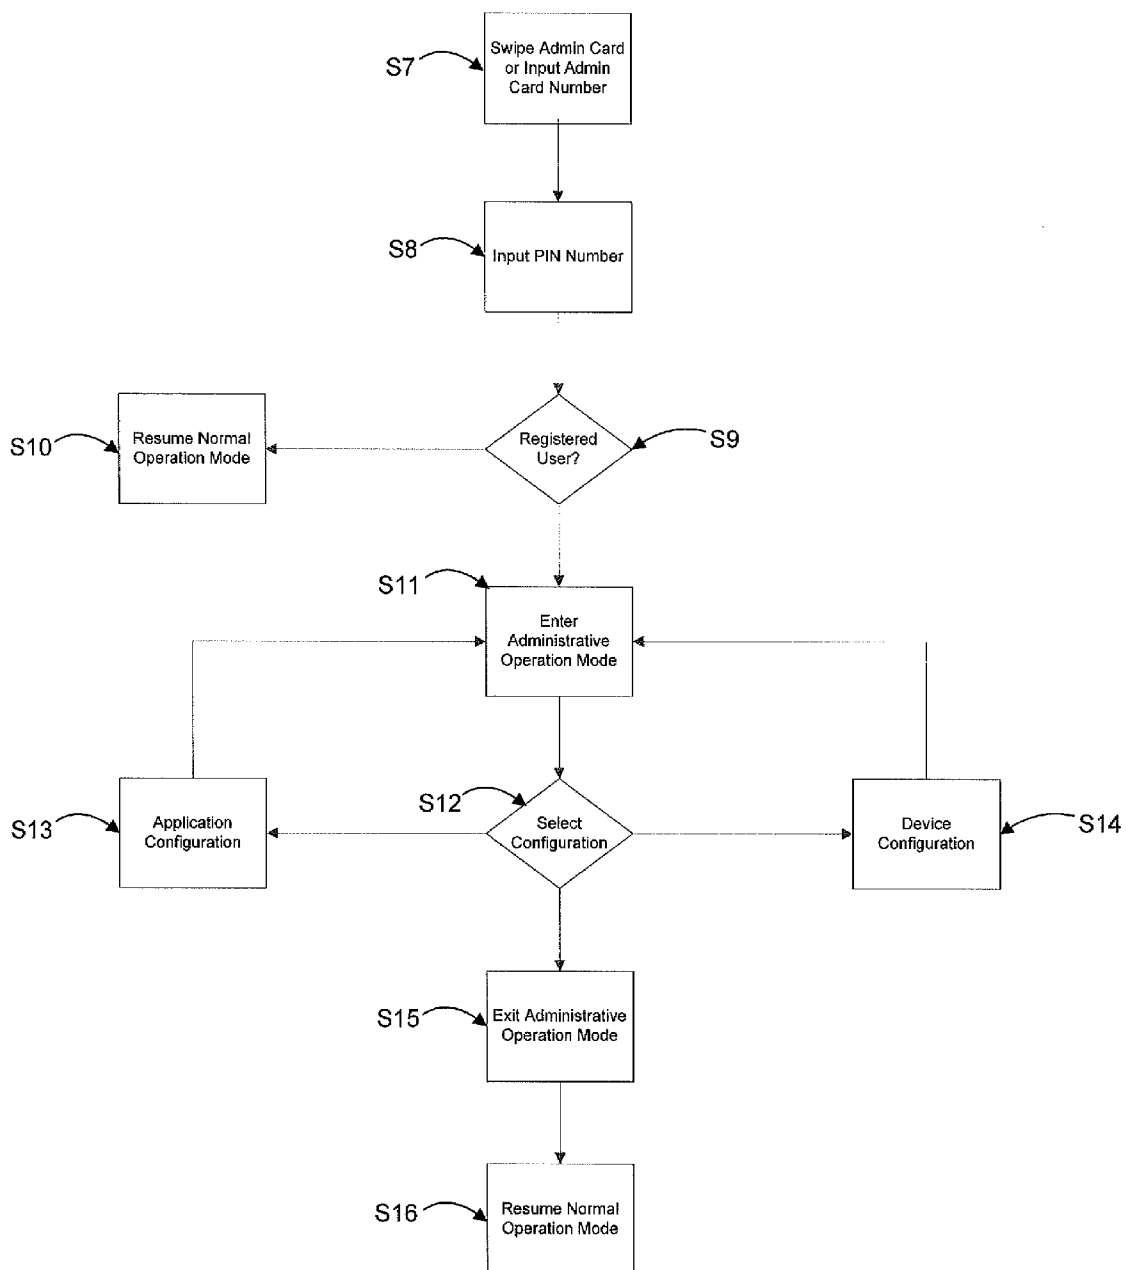 S7
Swipe Admin Card
or Input Admin
Card Number
S8
Input PIN Number
S10
Resume Normal
Operation Mode
Registered
User?
S9
S11
Enter
Administrative
Operation Mode
S13
Application
Configuration
S12
Select
Configuration
Device
Configuration
S14
S15
Exit Administrative
Operation Mode
S16
Resume Normal
Operation Mode